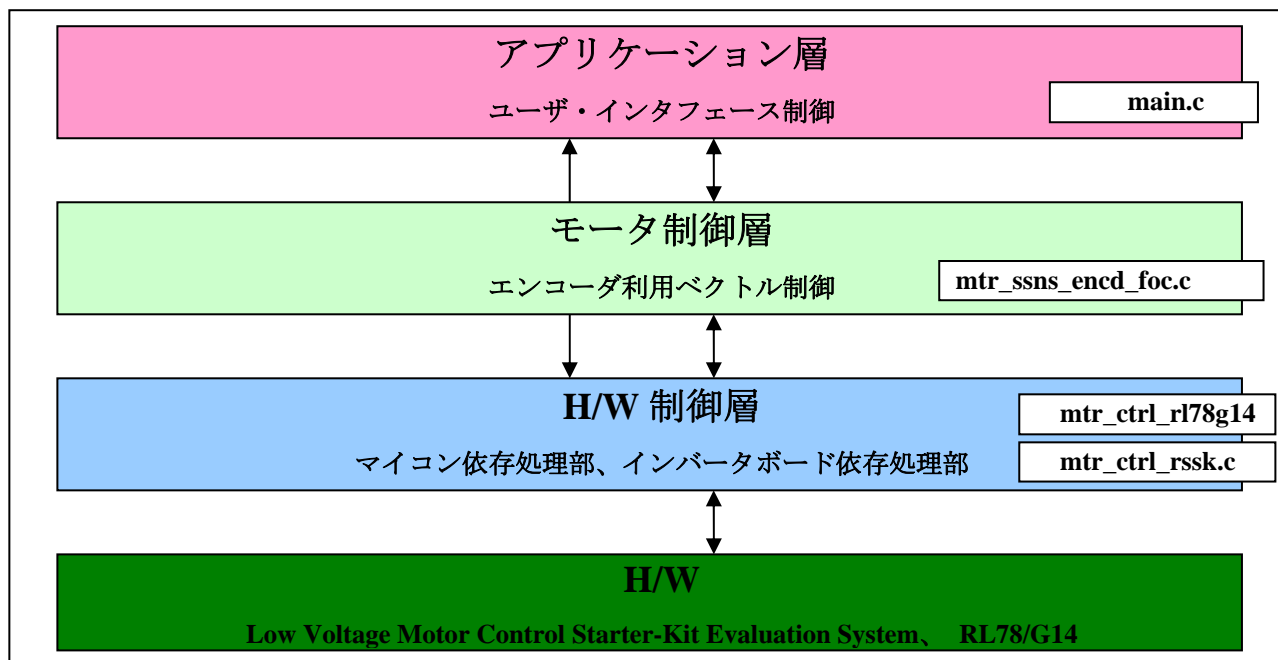 アプリケーション層
ユーザ・インタフェース制御
main.c
モータ制御層
エンコーダ利用ベクトル制御
mtr_ssns_encd_foc.c
H/W 制御層
mtr_ctrl_rl78g14
マイコン依存処理部、インバータボード依存処理部
mtr_ctrl_rssk.c
H/W
Low Voltage Motor Control Starter-Kit Evaluation System、 RL78/G14